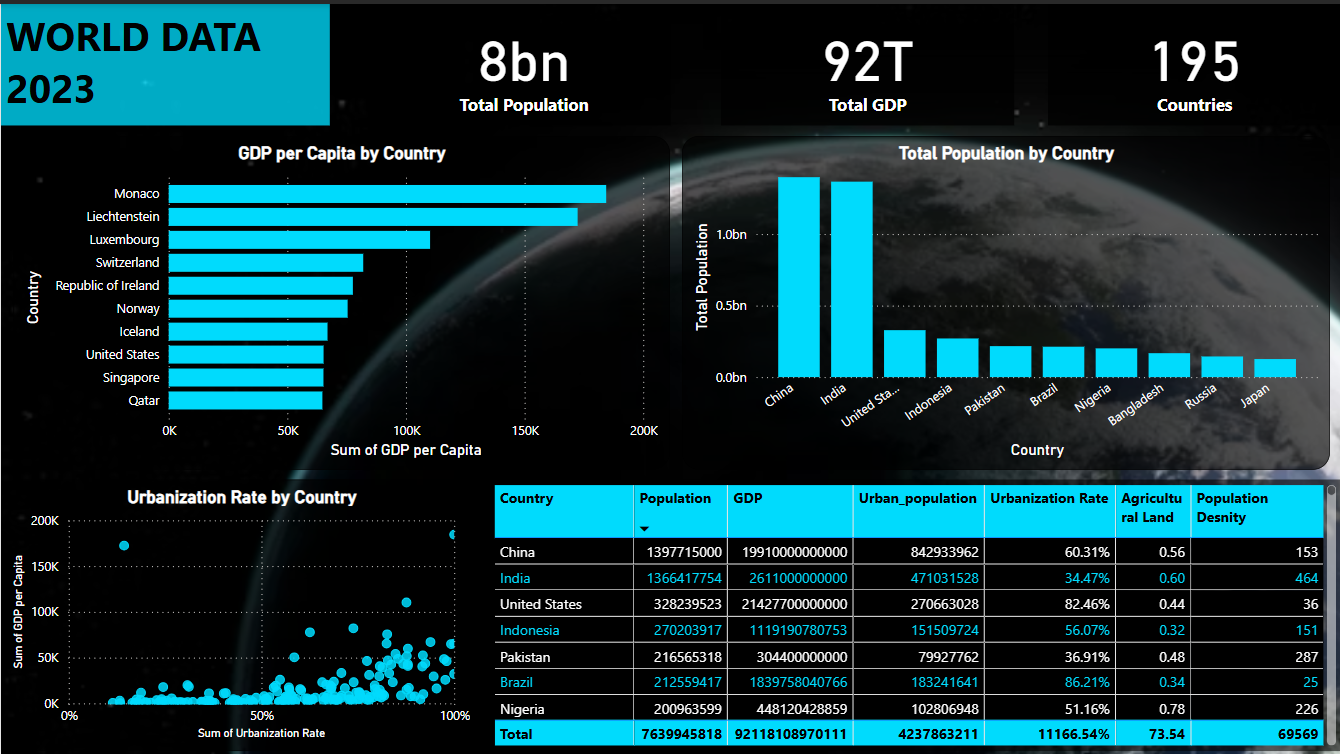 WORLD DATA
2023
8bn
Total Population
92T
Total GDP
195
Countries
GDP per Capita by Country
Country
Monaco
Liechtenstein
Luxembourg
Switzerland
Republic of Ireland
Norway
Iceland
United States
Singapore
Qatar
0K 50K 100K 150K 200K
Sum of GDP per Capita
Total Population by Country
Total Population
1.0bn
0.5bn
0.0bn
China India United Sta... Indonesia Pakistan Brazil Nigeria Bangladesh Russia Japan
Country
Urbanization Rate by Country
Sum of GDP per Capita
200K
150K
100K
50K
0K
0% 50% 100%
Sum of Urbanization Rate
Country Population GDP Urban_population Urbanization Rate Agricultu Population
ral Land Desnity
China 1397715000 19910000000000 842933962 60.31% 0.56 153
India 1366417754 2611000000000 471031528 34.47% 0.60 464
United States 328239523 21427700000000 270663028 82.46% 0.44 36
Indonesia 270203917 1119190780753 151509724 56.07% 0.32 151
Pakistan 216565318 304400000000 79927762 36.91% 0.48 287
Brazil 212559417 1839758040766 183241641 86.21% 0.34 25
Nigeria 200963599 448120428859 102806948 51.16% 0.78 226
Total 7639945818 92118108970111 4237863211 11166.54% 73.54 69569